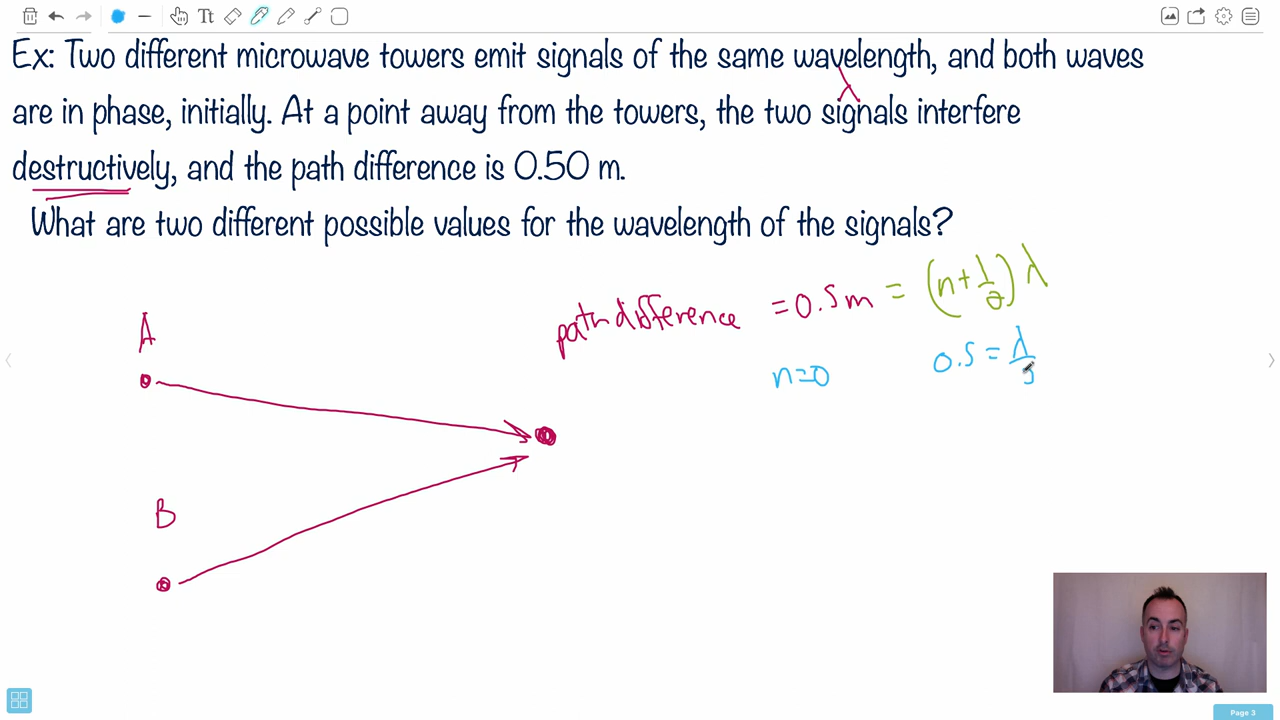 Tt
Ex: Two different microwave towers emit signals of the same wavelength, and both waves
λ
are in phase, initially. At a point away from the towers, the two signals interfere
destructively, and the path difference is 0.50 m.
What are two different possible values for the wavelength of the signals?
path difference = 0.5m = (n+1/2) λ
A
n=0 0.5 = λ/
B
Page 3